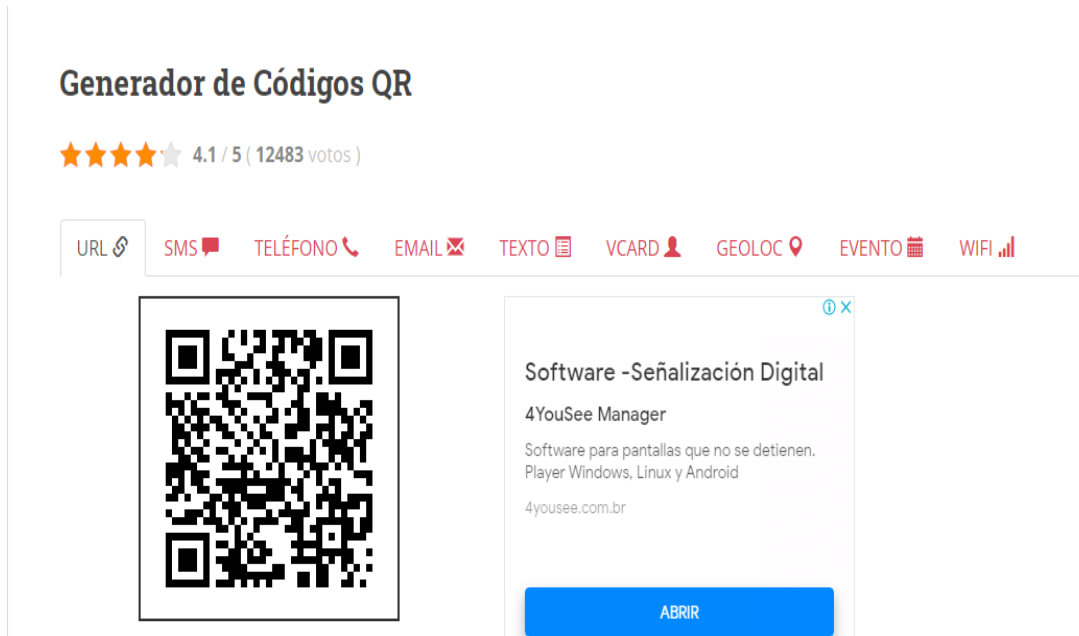 Generador de Códigos QR
4.1 / 5 ( 12483 votos )
URL SMS TELÉFONO EMAIL TEXTO VCARD GEOLOC EVENTO WIFI
Software -Señalización Digital
4YouSee Manager
Software para pantallas que no se detienen.
Player Windows, Linux y Android
4yousee.com.br
ABRIR